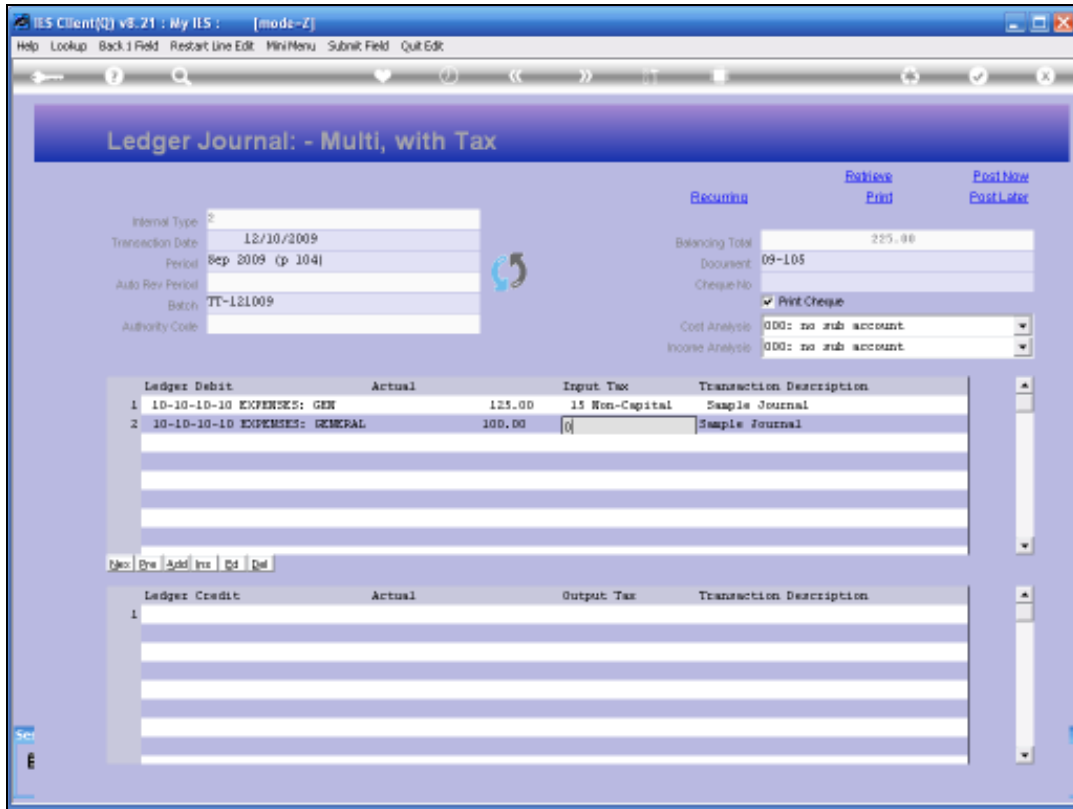 IES Client(Q) v8.21 : My IES : [mode-Z]
Help Lookup Back 1 Field Restart Line Edit MiniMenu Submit Field Quit Edit
Ledger Journal: - Multi, with Tax
Retrieve Post Now
Recurring Print Post Later
Internal Type 2
Transaction Date 12/10/2009 Balancing Total 225.00
Period Sep 2009 (p 104) Document 09-105
Auto Rev Period Cheque No
Batch TT-121009 Print Cheque
Authority Code Cost Analysis 000: no sub account
Income Analysis 000: no sub account
Ledger Debit Actual Input Tax Transaction Description
1 10-10-10-10 EXPENSES: GEN 125.00 15 Non-Capital Sample Journal
2 10-10-10-10 EXPENSES: GENERAL 100.00 0 Sample Journal
Nex Pre Add Ins Ed Del
Ledger Credit Actual Output Tax Transaction Description
1